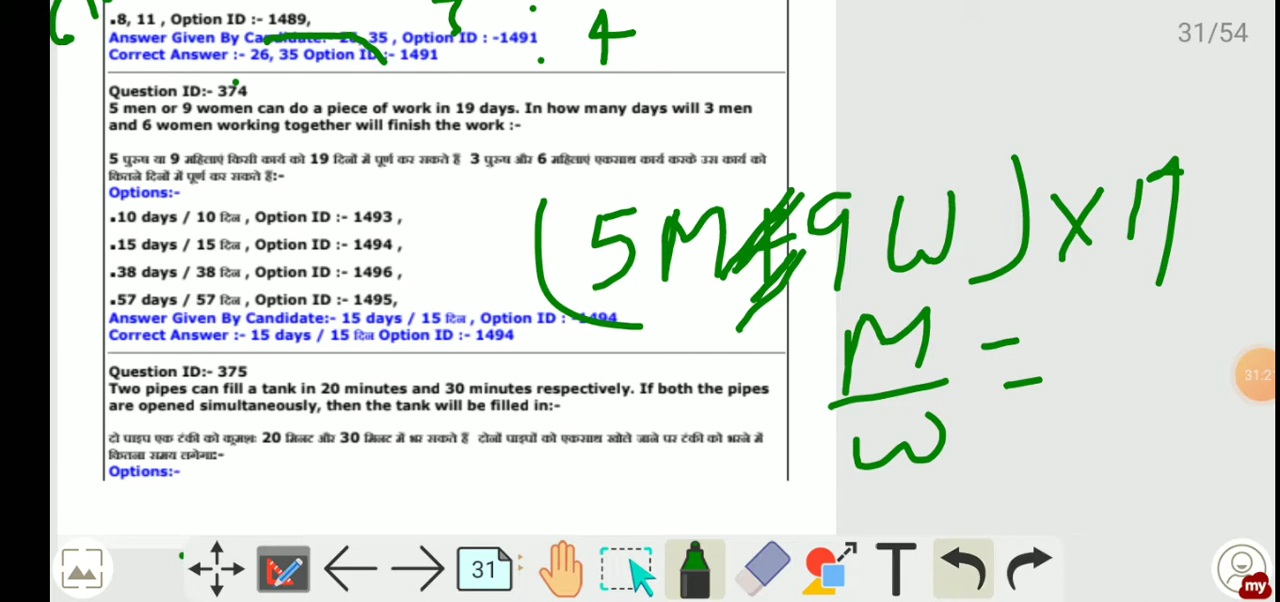 .8, 11 , Option ID :- 1489,
Answer Given By Candidate:- 26, 35 , Option ID : -1491
Correct Answer :- 26, 35 Option ID :- 1491
3 : 4
31/54
Question ID:- 374
5 men or 9 women can do a piece of work in 19 days. In how many days will 3 men
and 6 women working together will finish the work :-
5 पुरुष या 9 महिलाएं किसी कार्य को 19 दिनों में पूर्ण कर सकते हैं 3 पुरुष और 6 महिलाएं एकसाथ कार्य करके उस कार्य को
कितने दिनों में पूर्ण कर सकते हैं:-
Options:-
.10 days / 10 दिन , Option ID :- 1493 ,
.15 days / 15 दिन , Option ID :- 1494 ,
.38 days / 38 दिन , Option ID :- 1496 ,
.57 days / 57 दिन , Option ID :- 1495,
Answer Given By Candidate:- 15 days / 15 दिन , Option ID : -1494
Correct Answer :- 15 days / 15 दिन Option ID :- 1494
(5M 9W) × 19
M
W =
Question ID:- 375
Two pipes can fill a tank in 20 minutes and 30 minutes respectively. If both the pipes
are opened simultaneously, then the tank will be filled in:-
दो पाइप एक टंकी को क्रमशः 20 मिनट और 30 मिनट में भर सकते हैं दोनों पाइपों को एकसाथ खोले जाने पर टंकी को भरने में
कितना समय लगेगा:-
Options:-
31:2
31
T
my